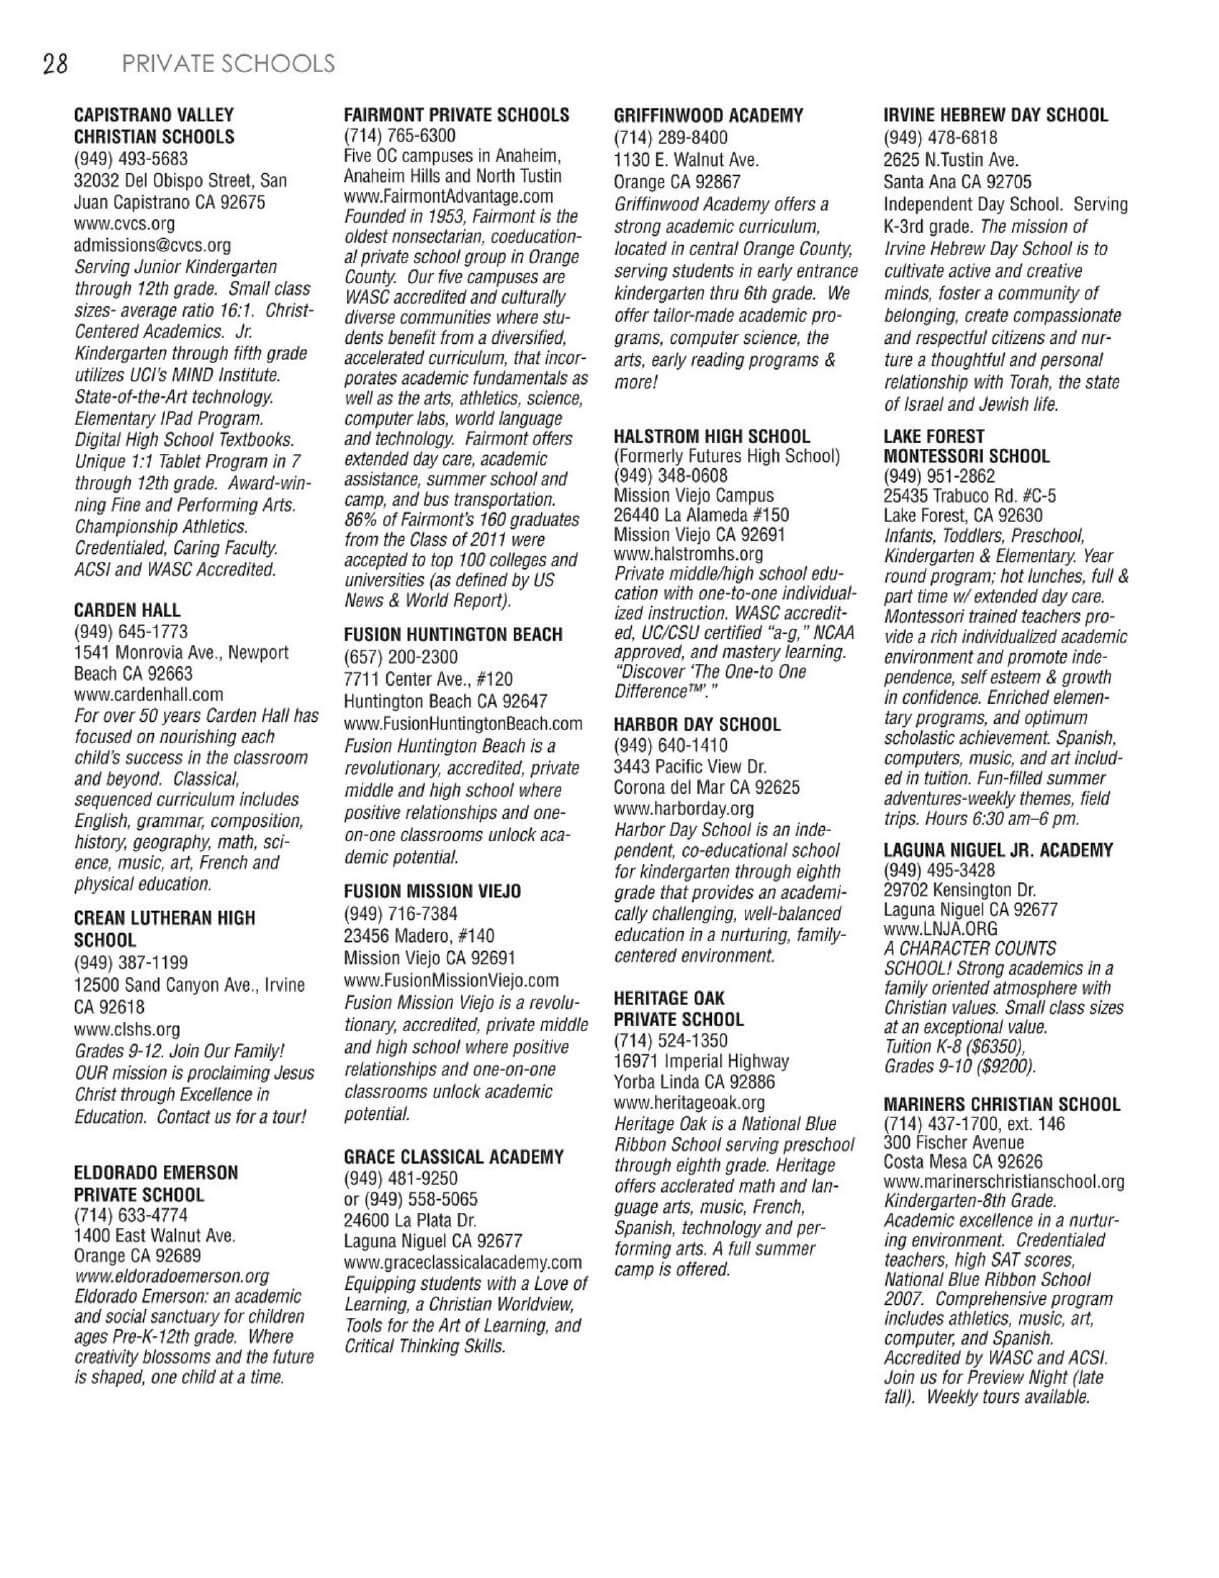 28 PRIVATE SCHOOLS
CAPISTRANO VALLEY
CHRISTIAN SCHOOLS
(949) 493-5683
32032 Del Obispo Street, San
Juan Capistrano CA 92675
www.cvcs.org
admissions@cvcs.org
Serving Junior Kindergarten
through 12th grade. Small class
sizes- average ratio 16:1. Christ-
Centered Academics. Jr.
Kindergarten through fifth grade
utilizes UCI's MIND Institute.
State-of-the-Art technology.
Elementary IPad Program.
Digital High School Textbooks.
Unique 1:1 Tablet Program in 7
through 12th grade. Award-win-
ning Fine and Performing Arts.
Championship Athletics.
Credentialed, Caring Faculty.
ACSI and WASC Accredited.
CARDEN HALL
(949) 645-1773
1541 Monrovia Ave., Newport
Beach CA 92663
www.cardenhall.com
For over 50 years Carden Hall has
focused on nourishing each
child's success in the classroom
and beyond. Classical,
sequenced curriculum includes
English, grammar, composition,
history, geography, math, sci-
ence, music, art, French and
physical education.
CREAN LUTHERAN HIGH
SCHOOL
(949) 387-1199
12500 Sand Canyon Ave., Irvine
CA 92618
www.clshs.org
Grades 9-12. Join Our Family!
OUR mission is proclaiming Jesus
Christ through Excellence in
Education. Contact us for a tour!
ELDORADO EMERSON
PRIVATE SCHOOL
(714) 633-4774
1400 East Walnut Ave.
Orange CA 92689
www.eldoradoemerson.org
Eldorado Emerson: an academic
and social sanctuary for children
ages Pre-K-12th grade. Where
creativity blossoms and the future
is shaped, one child at a time.
FAIRMONT PRIVATE SCHOOLS
(714) 765-6300
Five OC campuses in Anaheim,
Anaheim Hills and North Tustin
www.FairmontAdvantage.com
Founded in 1953, Fairmont is the
oldest nonsectarian, coeducation-
al private school group in Orange
County. Our five campuses are
WASC accredited and culturally
diverse communities where stu-
dents benefit from a diversified,
accelerated curriculum, that incor-
porates academic fundamentals as
well as the arts, athletics, science,
computer labs, world language
and technology. Fairmont offers
extended day care, academic
assistance, summer school and
camp, and bus transportation.
86% of Fairmont's 160 graduates
from the Class of 2011 were
accepted to top 100 colleges and
universities (as defined by US
News & World Report).
FUSION HUNTINGTON BEACH
(657) 200-2300
7711 Center Ave., #120
Huntington Beach CA 92647
www.FusionHuntingtonBeach.com
Fusion Huntington Beach is a
revolutionary, accredited, private
middle and high school where
positive relationships and one-
on-one classrooms unlock aca-
demic potential.
FUSION MISSION VIEJO
(949) 716-7384
23456 Madero, #140
Mission Viejo CA 92691
www.FusionMissionViejo.com
Fusion Mission Viejo is a revolu-
tionary, accredited, private middle
and high school where positive
relationships and one-on-one
classrooms unlock academic
potential.
GRACE CLASSICAL ACADEMY
(949) 481-9250
or (949) 558-5065
24600 La Plata Dr.
Laguna Niguel CA 92677
www.graceclassicalacademy.com
Equipping students with a Love of
Learning, a Christian Worldview,
Tools for the Art of Learning, and
Critical Thinking Skills.
GRIFFINWOOD ACADEMY
(714) 289-8400
1130 E. Walnut Ave.
Orange CA 92867
Griffinwood Academy offers a
strong academic curriculum,
located in central Orange County,
serving students in early entrance
kindergarten thru 6th grade. We
offer tailor-made academic pro-
grams, computer science, the
arts, early reading programs &
more!
HALSTROM HIGH SCHOOL
(Formerly Futures High School)
(949) 348-0608
Mission Viejo Campus
26440 La Alameda #150
Mission Viejo CA 92691
www.halstromhs.org
Private middle/high school edu-
cation with one-to-one individual-
ized instruction. WASC accredit-
ed, UC/CSU certified "a-g," NCAA
approved, and mastery learning.
"Discover 'The One-to One
Difference™'."
HARBOR DAY SCHOOL
(949) 640-1410
3443 Pacific View Dr.
Corona del Mar CA 92625
www.harborday.org
Harbor Day School is an inde-
pendent, co-educational school
for kindergarten through eighth
grade that provides an academi-
cally challenging, well-balanced
education in a nurturing, family-
centered environment.
HERITAGE OAK
PRIVATE SCHOOL
(714) 524-1350
16971 Imperial Highway
Yorba Linda CA 92886
www.heritageoak.org
Heritage Oak is a National Blue
Ribbon School serving preschool
through eighth grade. Heritage
offers acclerated math and lan-
guage arts, music, French,
Spanish, technology and per-
forming arts. A full summer
camp is offered.
IRVINE HEBREW DAY SCHOOL
(949) 478-6818
2625 N.Tustin Ave.
Santa Ana CA 92705
Independent Day School. Serving
K-3rd grade. The mission of
Irvine Hebrew Day School is to
cultivate active and creative
minds, foster a community of
belonging, create compassionate
and respectful citizens and nur-
ture a thoughtful and personal
relationship with Torah, the state
of Israel and Jewish life.
LAKE FOREST
MONTESSORI SCHOOL
(949) 951-2862
25435 Trabuco Rd. #C-5
Lake Forest, CA 92630
Infants, Toddlers, Preschool,
Kindergarten & Elementary. Year
round program; hot lunches, full &
part time w/ extended day care.
Montessori trained teachers pro-
vide a rich individualized academic
environment and promote inde-
pendence, self esteem & growth
in confidence. Enriched elemen-
tary programs, and optimum
scholastic achievement. Spanish,
computers, music, and art includ-
ed in tuition. Fun-filled summer
adventures-weekly themes, field
trips. Hours 6:30 am–6 pm.
LAGUNA NIGUEL JR. ACADEMY
(949) 495-3428
29702 Kensington Dr.
Laguna Niguel CA 92677
www.LNJA.ORG
A CHARACTER COUNTS
SCHOOL! Strong academics in a
family oriented atmosphere with
Christian values. Small class sizes
at an exceptional value.
Tuition K-8 ($6350),
Grades 9-10 ($9200).
MARINERS CHRISTIAN SCHOOL
(714) 437-1700, ext. 146
300 Fischer Avenue
Costa Mesa CA 92626
www.marinerschristianschool.org
Kindergarten-8th Grade.
Academic excellence in a nurtur-
ing environment. Credentialed
teachers, high SAT scores,
National Blue Ribbon School
2007. Comprehensive program
includes athletics, music, art,
computer, and Spanish.
Accredited by WASC and ACSI.
Join us for Preview Night (late
fall). Weekly tours available.